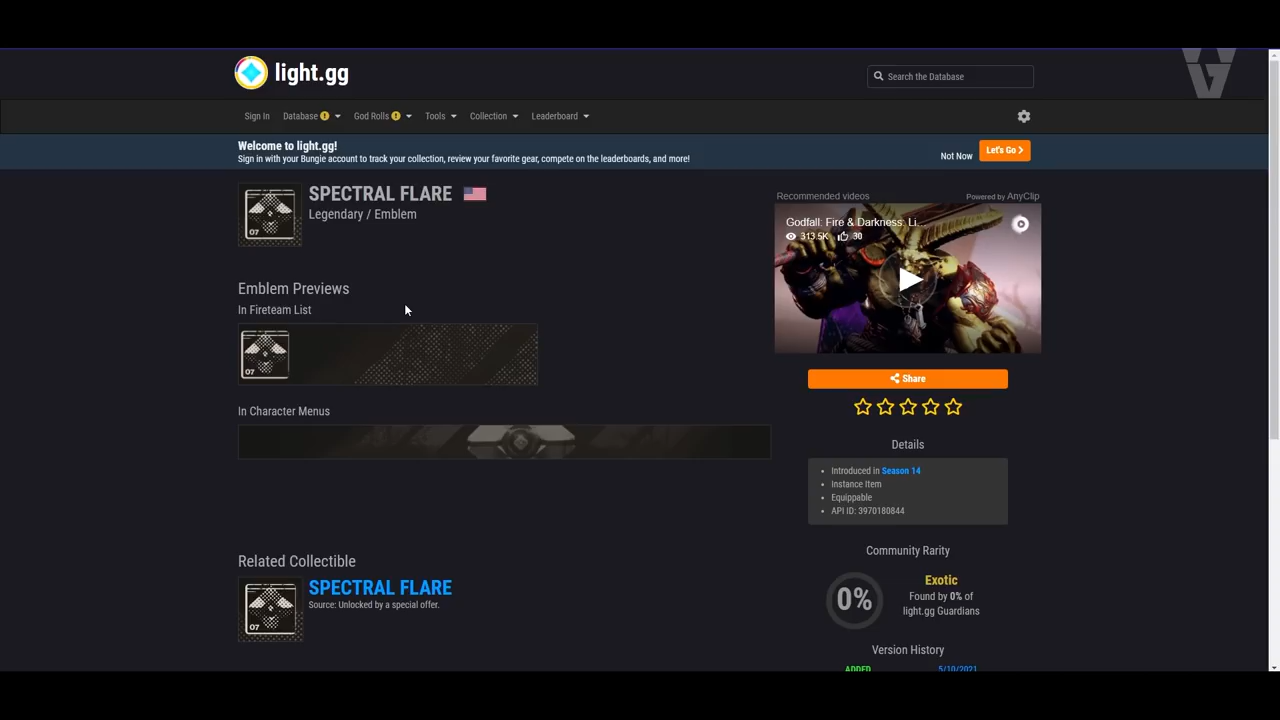 light.gg
Search the Database
Sign In Database ! God Rolls ! Tools Collection Leaderboard
Welcome to light.gg!
Sign in with your Bungie account to track your collection, review your favorite gear, compete on the leaderboards, and more!
Not Now
Let's Go
SPECTRAL FLARE
Legendary / Emblem
07
Emblem Previews
In Fireteam List
07
In Character Menus
Related Collectible
SPECTRAL FLARE
Source: Unlocked by a special offer.
07
Recommended videos
Powered by AnyClip
Godfall: Fire & Darkness: Li...
313.5K 30
Share
Details
Introduced in Season 14
Instance Item
Equippable
API ID: 3970180844
Community Rarity
0%
Exotic
Found by 0% of
light.gg Guardians
Version History
ADDED 5/10/2021